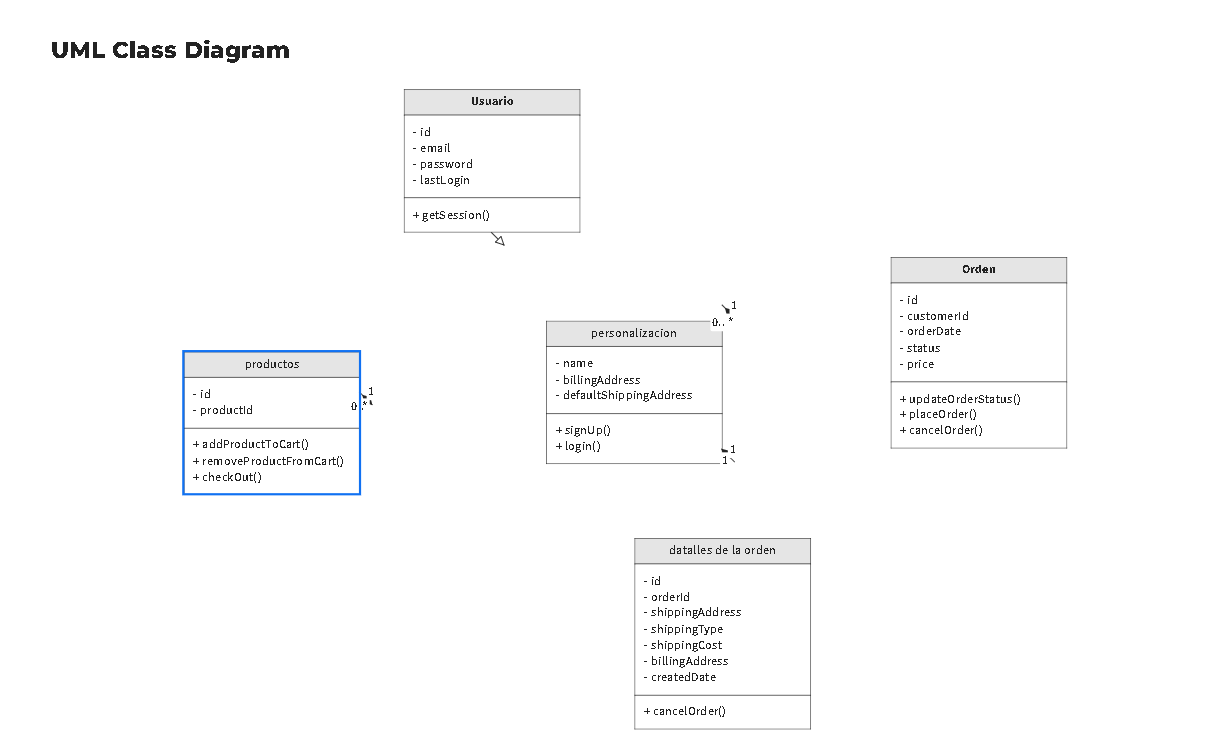 UML Class Diagram
Usuario
- id
- email
- password
- lastLogin
+ getSession()
Orden
- id
- customerId
- orderDate
- status
- price
+ updateOrderStatus()
+ placeOrder()
+ cancelOrder()
1
0..*
personalizacion
- name
- billingAddress
- defaultShippingAddress
+ signUp()
+ login()
1
1
productos
- id
- productId
+ addProductToCart()
+ removeProductFromCart()
+ checkOut()
1
0..*
datalles de la orden
- id
- orderId
- shippingAddress
- shippingType
- shippingCost
- billingAddress
- createdDate
+ cancelOrder()